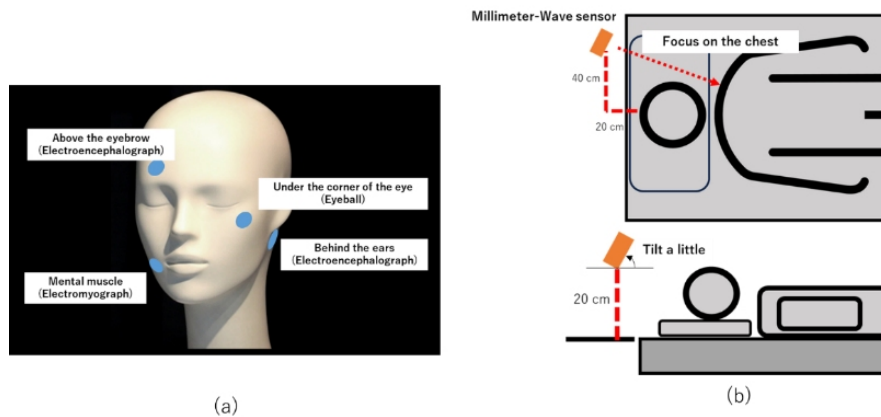 Above the eyebrow
(Electroencephalograph)
Under the corner of the eye
(Eyeball)
Behind the ears
(Electroencephalograph)
Mental muscle
(Electromyograph)
(a)
Millimeter-Wave sensor
Focus on the chest
40 cm
20 cm
Tilt a little
20 cm
(b)